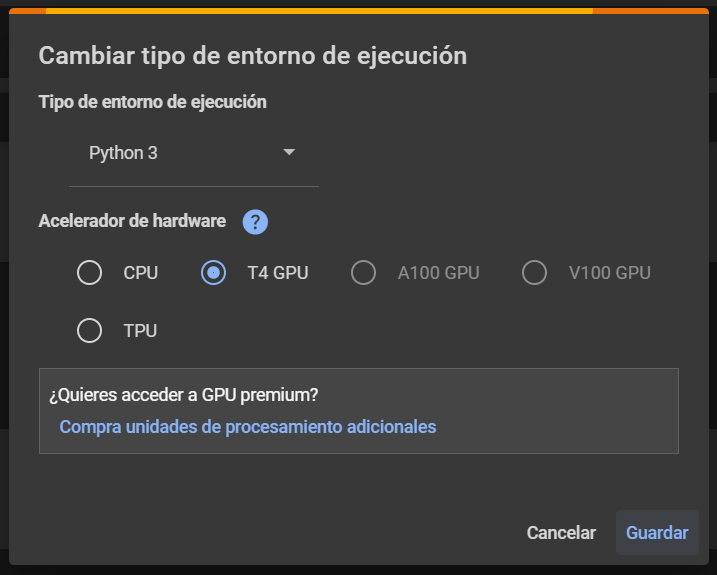 Cambiar tipo de entorno de ejecución
Tipo de entorno de ejecución
Python 3
Acelerador de hardware ?
CPU T4 GPU A100 GPU V100 GPU
TPU
¿Quieres acceder a GPU premium?
Compra unidades de procesamiento adicionales
Cancelar Guardar